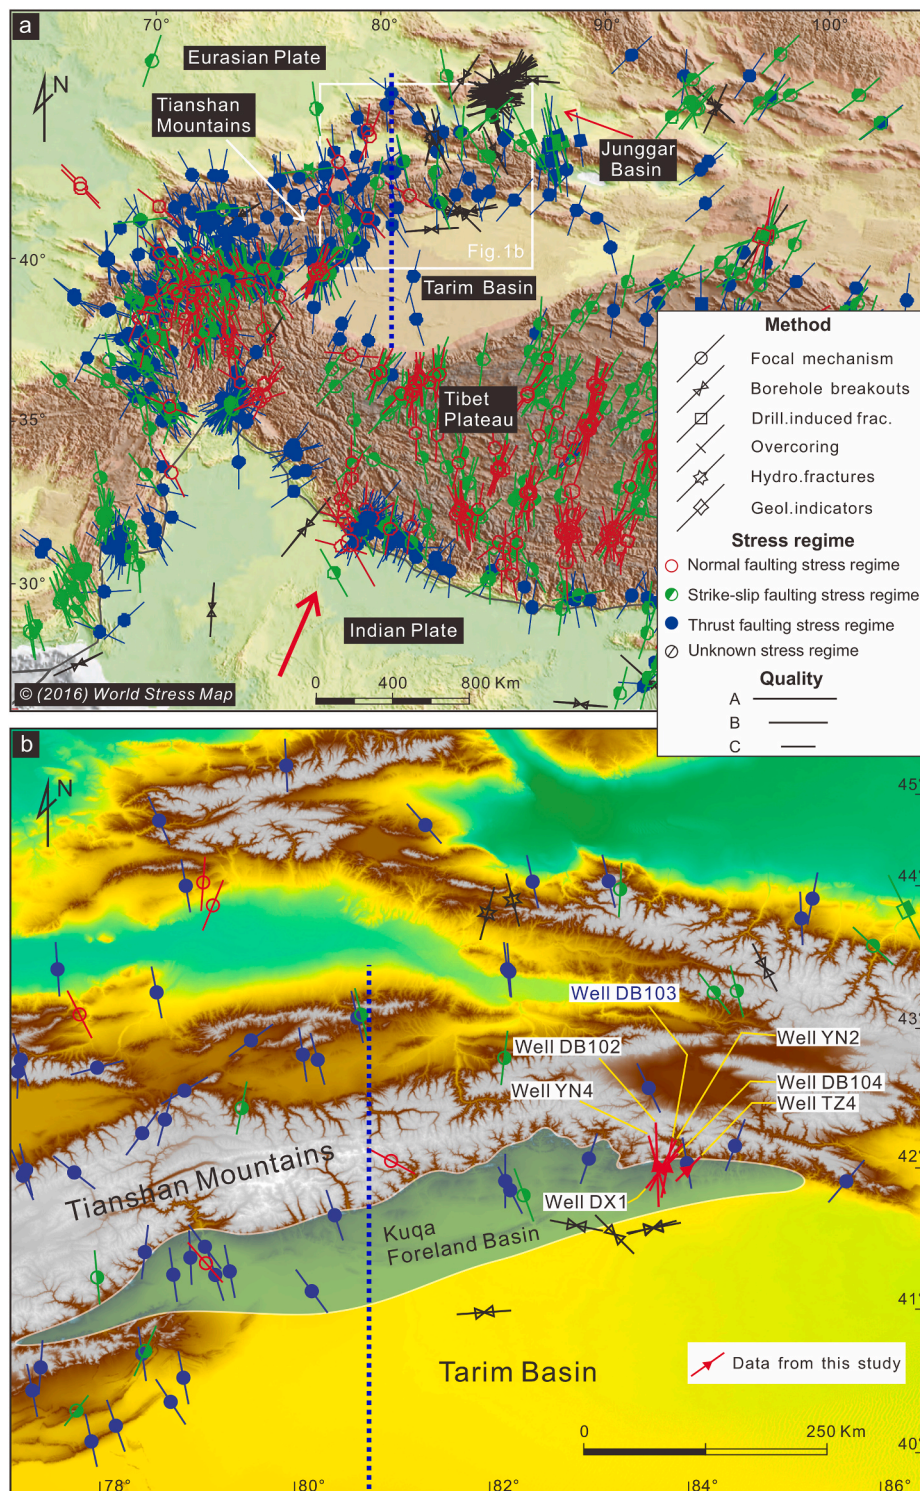 a
70°
80°
90°
100°
Eurasian Plate
N
Tianshan
Mountains
Junggar
Basin
Fig.1b
40°
Tarim Basin
Method
Focal mechanism
Borehole breakouts
Drill.induced frac.
Overcoring
Hydro.fractures
Geol.indicators
Tibet
Plateau
35°
Stress regime
Normal faulting stress regime
Strike-slip faulting stress regime
Thrust faulting stress regime
Unknown stress regime
30°
Indian Plate
Quality
A
B
C
0 400 800 Km
© (2016) World Stress Map
b
N
45°
44°
43°
42°
41°
40°
Well DB103
Well DB102
Well YN2
Well YN4
Well DB104
Well TZ4
Well DX1
Tianshan Mountains
Kuqa
Foreland Basin
Tarim Basin
Data from this study
0 250 Km
78°
80°
82°
84°
86°